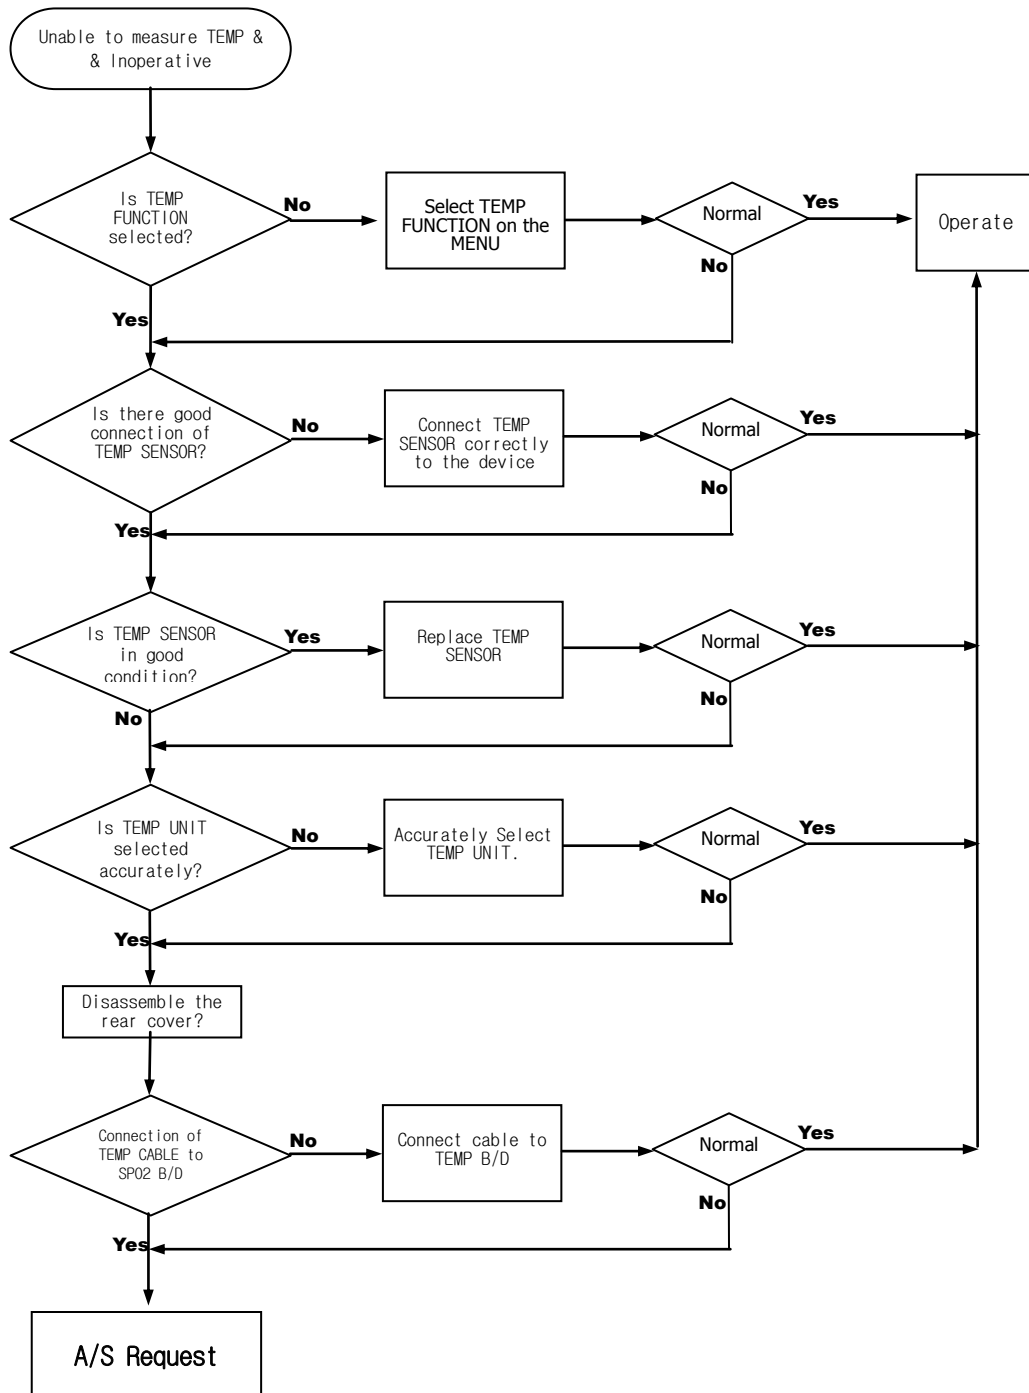 Unable to measure TEMP &
& Inoperative
Is TEMP
FUNCTION
selected?
No
Select TEMP
FUNCTION on the
MENU
Normal
Yes
Operate
No
Yes
Is there good
connection of
TEMP SENSOR?
No
Connect TEMP
SENSOR correctly
to the device
Normal
Yes
No
Yes
Is TEMP SENSOR
in good
condition?
Yes
Replace TEMP
SENSOR
Normal
Yes
No
No
Is TEMP UNIT
selected
accurately?
No
Accurately Select
TEMP UNIT.
Normal
Yes
No
Yes
Disassemble the
rear cover?
Connection of
TEMP CABLE to
SPO2 B/D
No
Connect cable to
TEMP B/D
Normal
Yes
No
Yes
A/S Request